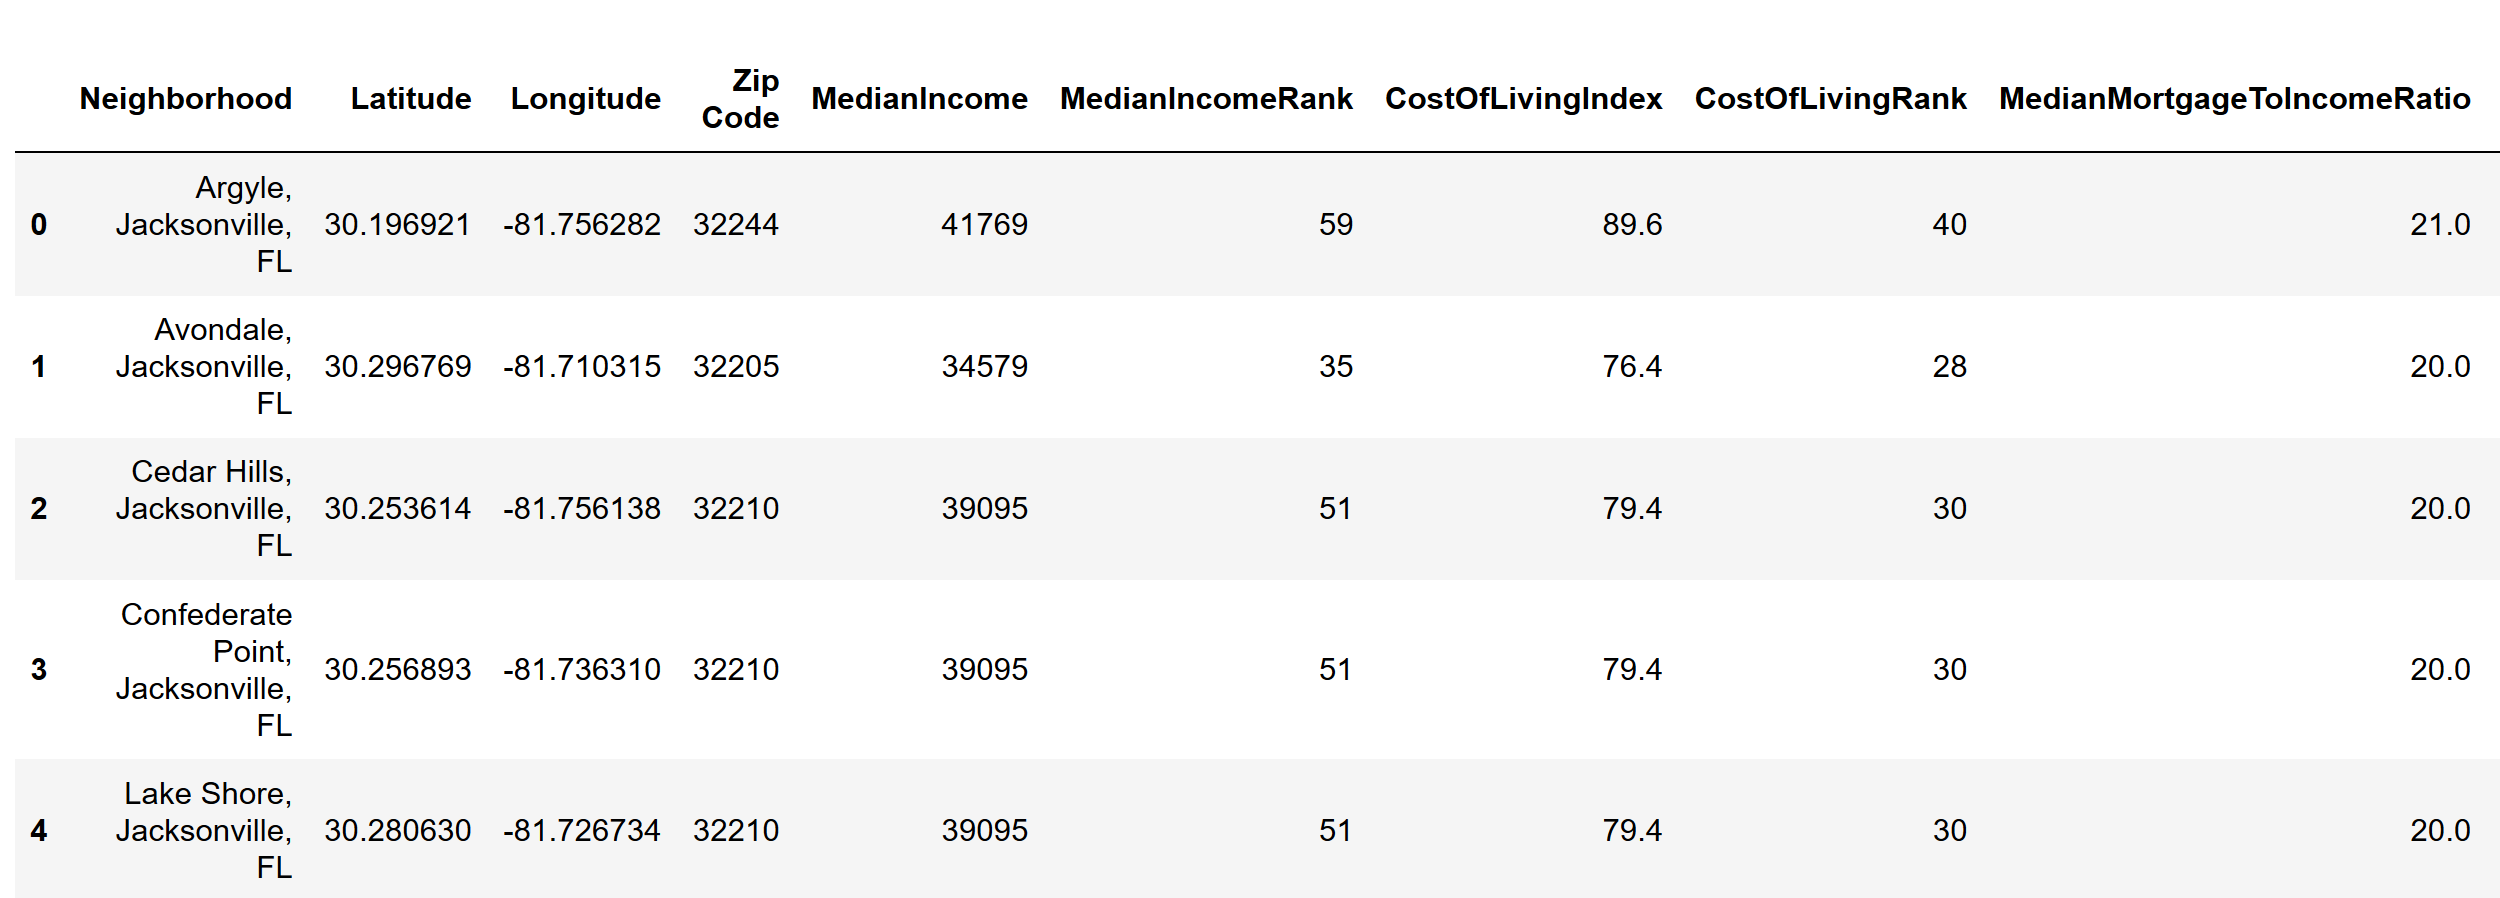 Neighborhood Latitude Longitude Zip Code MedianIncome MedianIncomeRank CostOfLivingIndex CostOfLivingRank MedianMortgageToIncomeRatio
0 Argyle, Jacksonville, FL 30.196921 -81.756282 32244 41769 59 89.6 40 21.0
1 Avondale, Jacksonville, FL 30.296769 -81.710315 32205 34579 35 76.4 28 20.0
2 Cedar Hills, Jacksonville, FL 30.253614 -81.756138 32210 39095 51 79.4 30 20.0
3 Confederate Point, Jacksonville, FL 30.256893 -81.736310 32210 39095 51 79.4 30 20.0
4 Lake Shore, Jacksonville, FL 30.280630 -81.726734 32210 39095 51 79.4 30 20.0